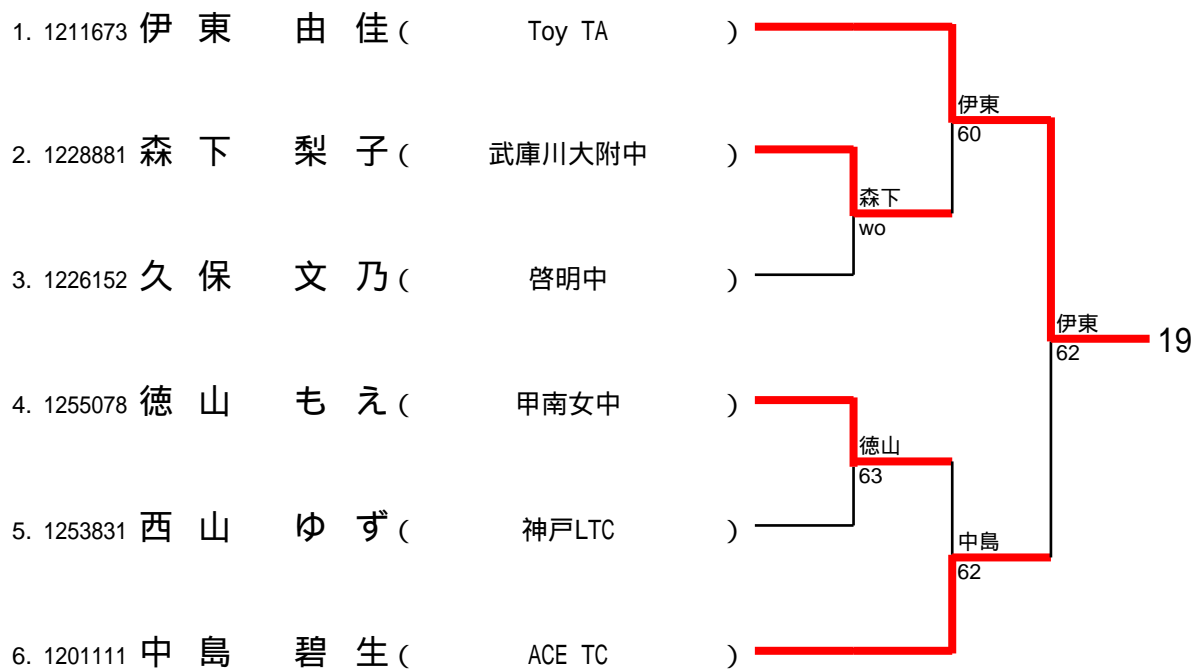 1. 1211673 伊東 由佳 ( Toy TA )
伊東
60
2. 1228881 森下 梨子 ( 武庫川大附中 )
森下
wo
3. 1226152 久保 文乃 ( 啓明中 )
伊東
62
19
4. 1255078 徳山 もえ ( 甲南女中 )
徳山
63
5. 1253831 西山 ゆず ( 神戸LTC )
中島
62
6. 1201111 中島 碧生 ( ACE TC )